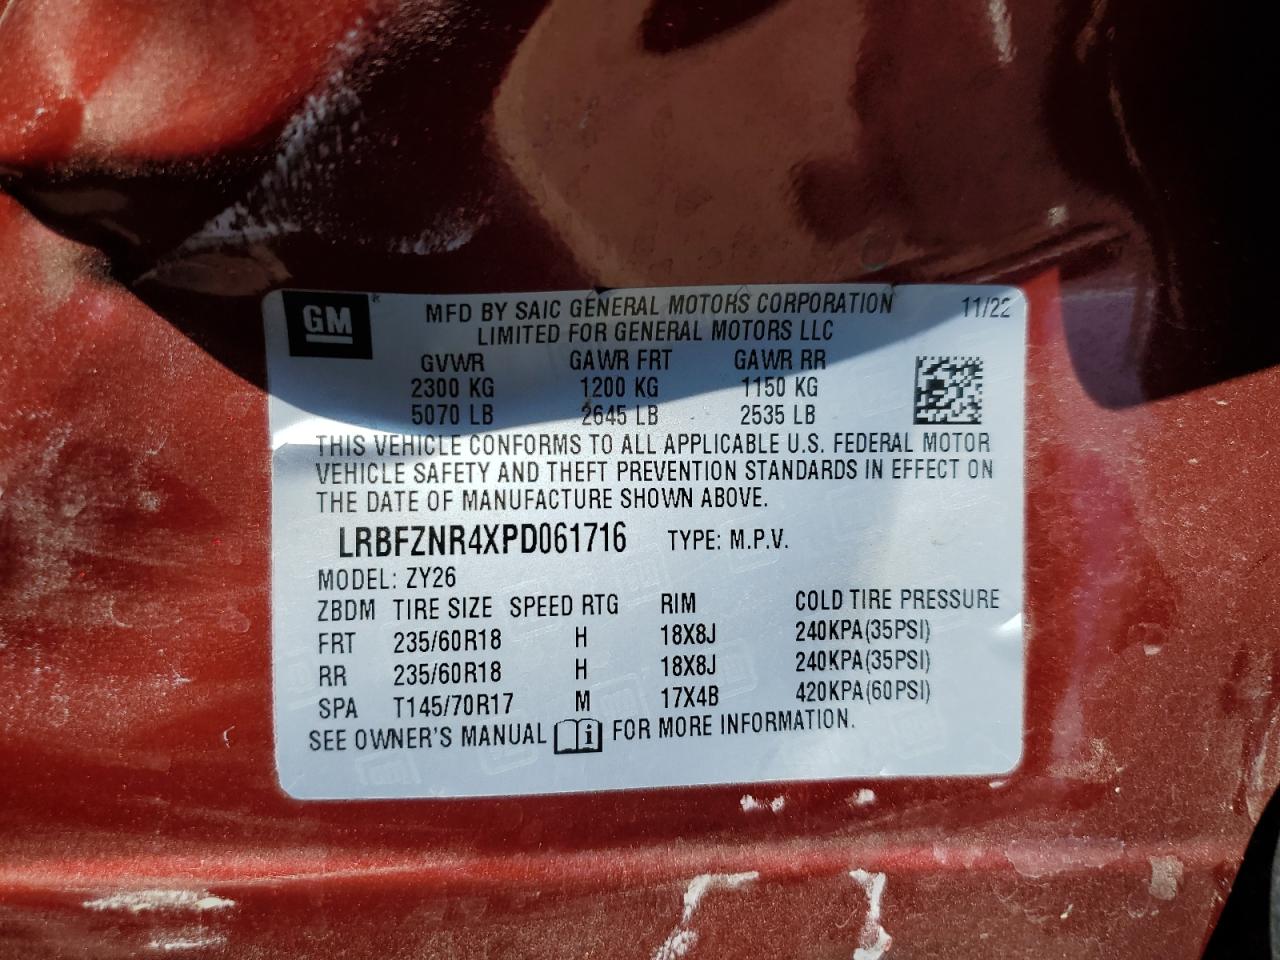 GM
MFD BY SAIC GENERAL MOTORS CORPORATION 11/22
LIMITED FOR GENERAL MOTORS LLC
GVWR GAWR FRT GAWR RR
2300 KG 1200 KG 1150 KG
5070 LB 2645 LB 2535 LB
THIS VEHICLE CONFORMS TO ALL APPLICABLE U.S. FEDERAL MOTOR
VEHICLE SAFETY AND THEFT PREVENTION STANDARDS IN EFFECT ON
THE DATE OF MANUFACTURE SHOWN ABOVE.
LRBFZNR4XPD061716 TYPE: M.P.V.
MODEL: ZY26
ZBDM TIRE SIZE SPEED RTG RIM COLD TIRE PRESSURE
FRT 235/60R18 H 18X8J 240KPA(35PSI)
RR 235/60R18 H 18X8J 240KPA(35PSI)
SPA T145/70R17 M 17X4B 420KPA(60PSI)
SEE OWNER'S MANUAL i FOR MORE INFORMATION.